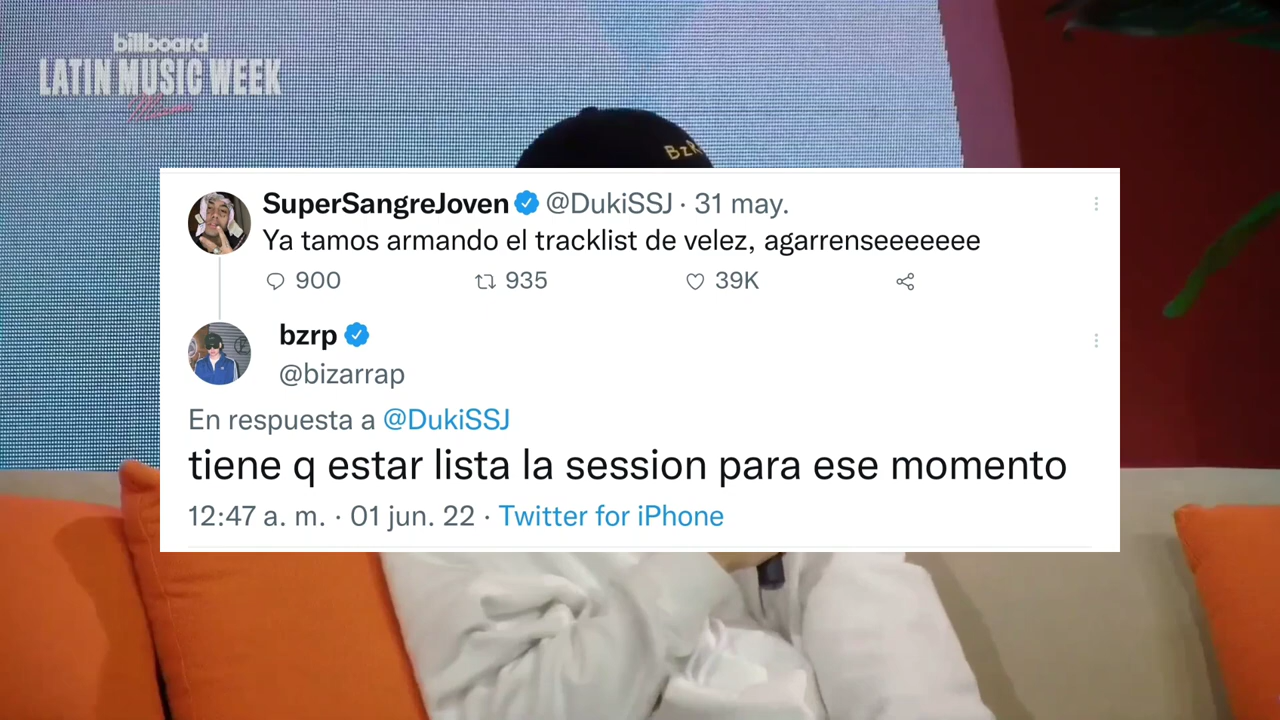 billboard
LATIN MUSIC WEEK
Miami
BzR
SuperSangreJoven @DukiSSJ · 31 may.
Ya tamos armando el tracklist de velez, agarrenseeeeeee
900 935 39K
bzrp
@bizarrap
En respuesta a @DukiSSJ
tiene q estar lista la session para ese momento
12:47 a. m. · 01 jun. 22 · Twitter for iPhone